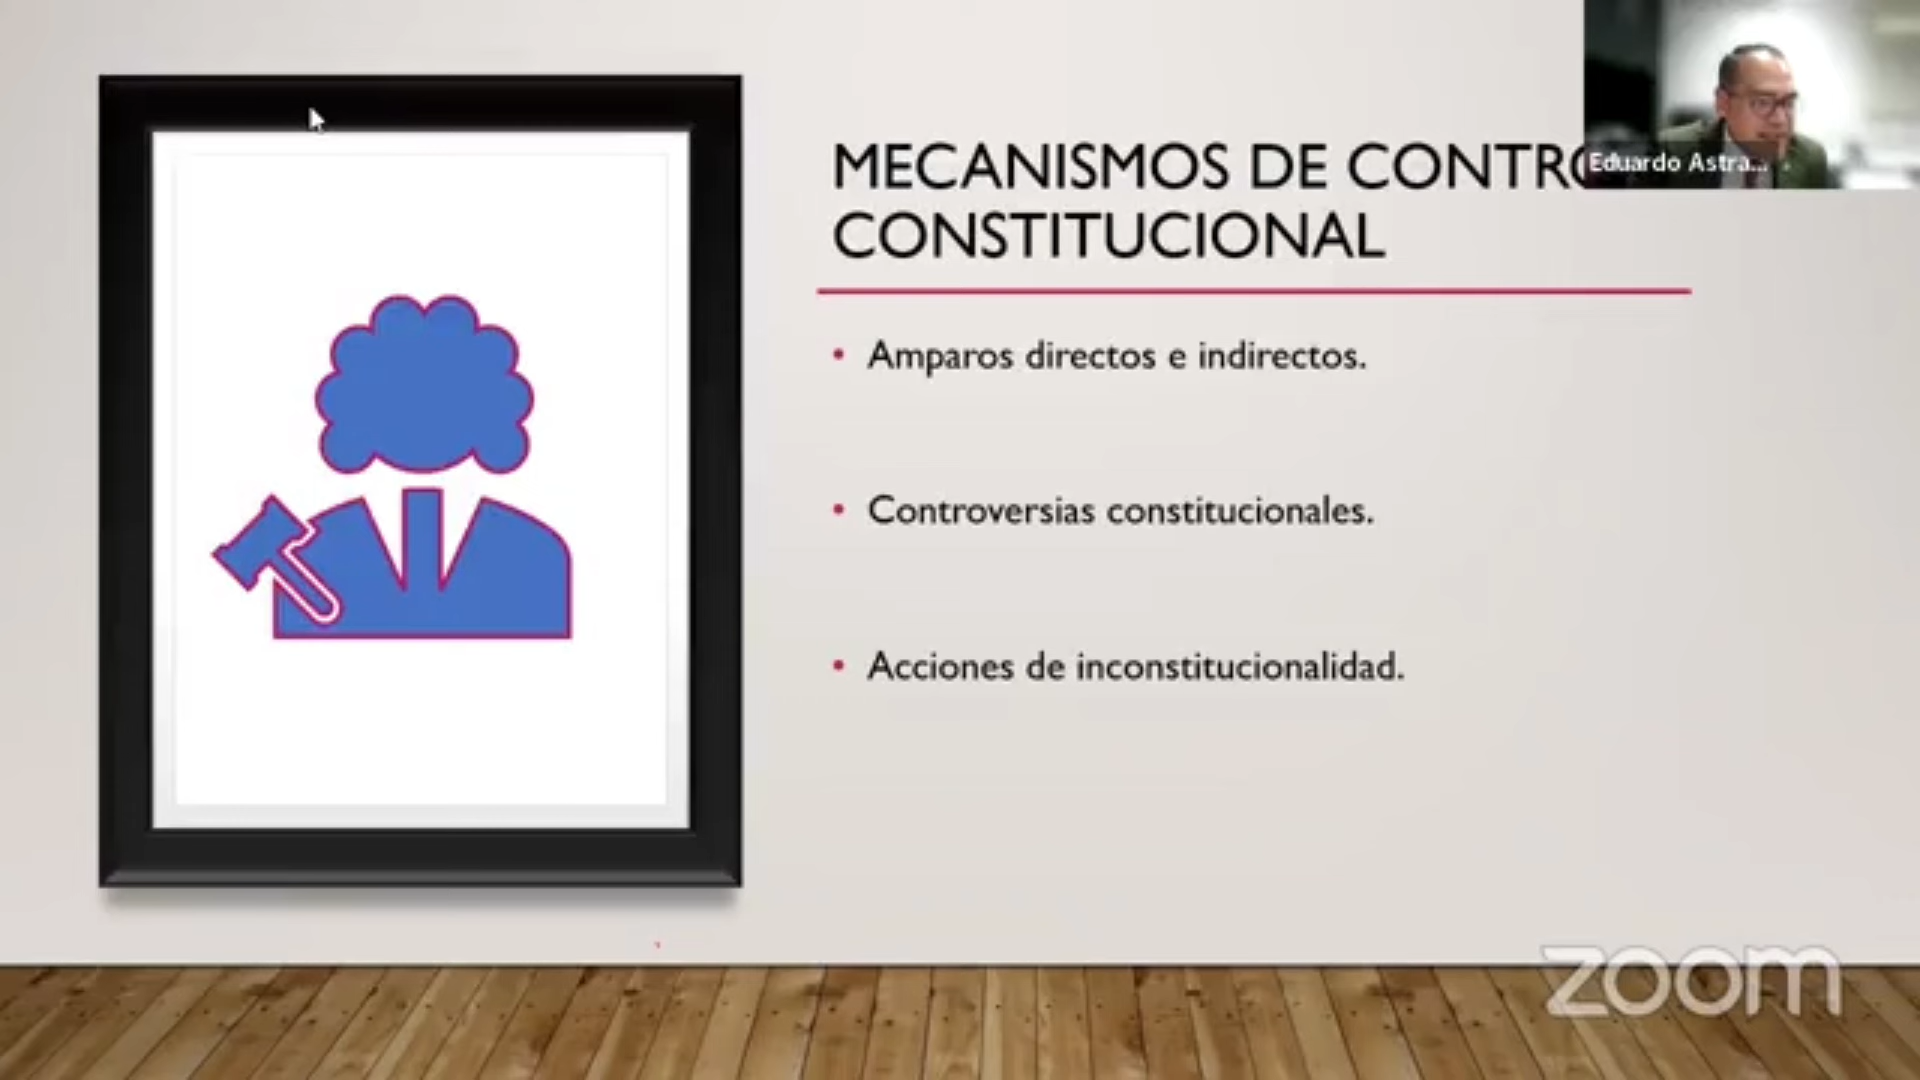 MECANISMOS DE CONTRO
CONSTITUCIONAL
Eduardo Astra...
• Amparos directos e indirectos.
• Controversias constitucionales.
• Acciones de inconstitucionalidad.
zoom